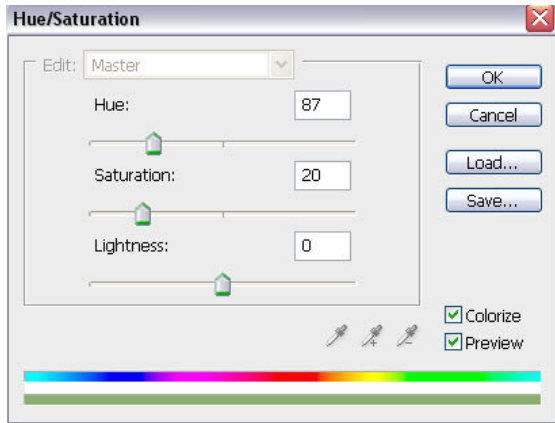 Hue/Saturation
Edit: Master
Hue: 87
Saturation: 20
Lightness: 0
OK
Cancel
Load...
Save...
Colorize
Preview